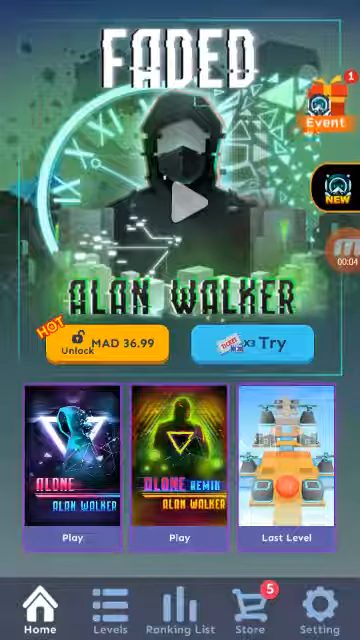 FADED
1
Event
NEW
00:04
ALAN WALKER
HOT
Unlock
MAD 36.99
X3 Try
ALONE
ALAN WALKER
ALONE REMIX
ALAN WALKER
Play
Play
Last Level
5
Home
Levels
Ranking List
Store
Setting